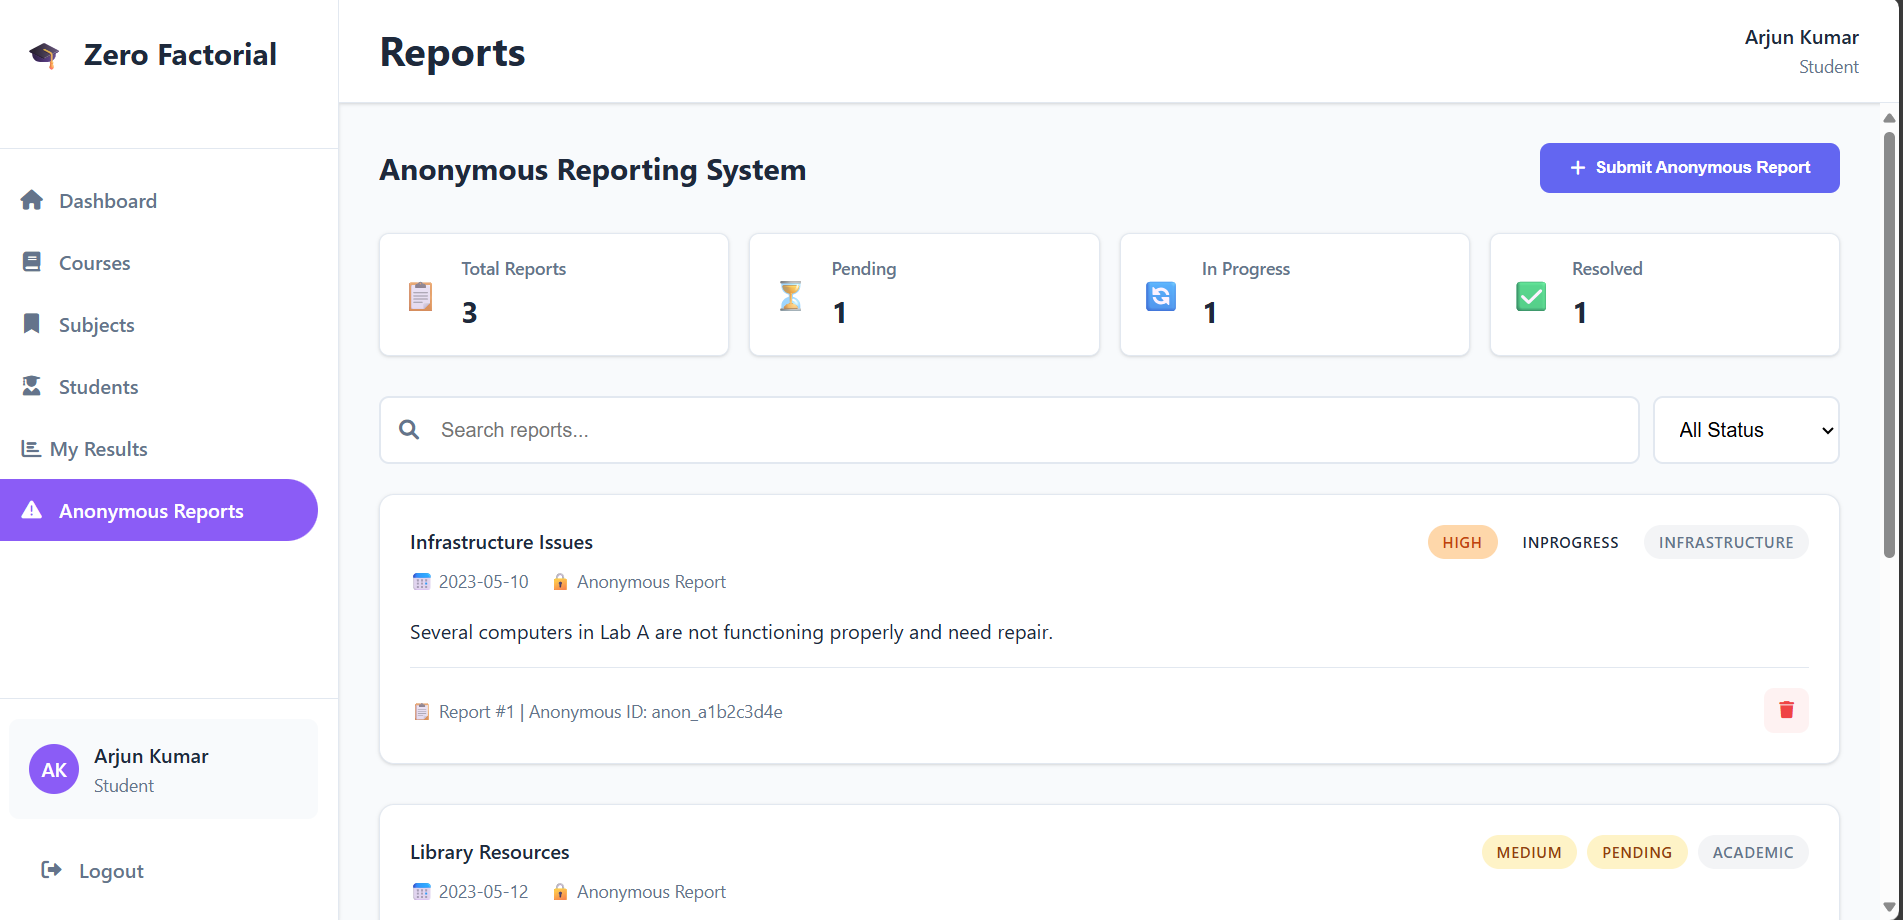 Zero Factorial
Dashboard
Courses
Subjects
Students
My Results
Anonymous Reports
AK
Arjun Kumar
Student
Logout
Reports
Arjun Kumar
Student
Anonymous Reporting System
+ Submit Anonymous Report
Total Reports
3
Pending
1
In Progress
1
Resolved
1
Search reports...
All Status
Infrastructure Issues
HIGH INPROGRESS INFRASTRUCTURE
2023-05-10 Anonymous Report
Several computers in Lab A are not functioning properly and need repair.
Report #1 | Anonymous ID: anon_a1b2c3d4e
Library Resources
MEDIUM PENDING ACADEMIC
2023-05-12 Anonymous Report